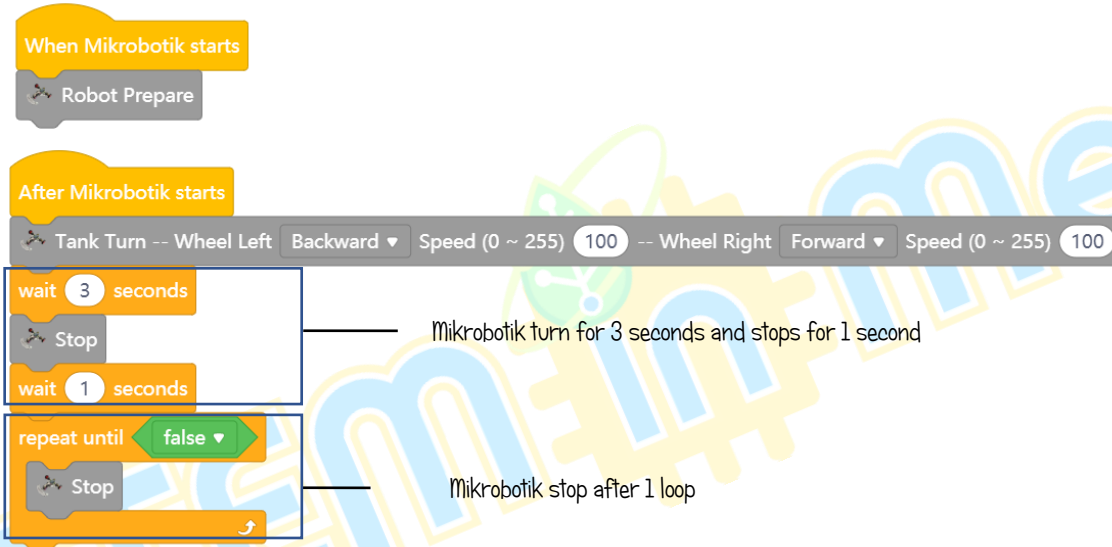 When Mikrobotik starts
Robot Prepare
After Mikrobotik starts
Tank Turn -- Wheel Left Backward ▾ Speed (0 ~ 255) 100 -- Wheel Right Forward ▾ Speed (0 ~ 255) 100
wait 3 seconds
Stop
Mikrobotik turn for 3 seconds and stops for 1 second
wait 1 seconds
repeat until false ▾
Stop
Mikrobotik stop after 1 loop